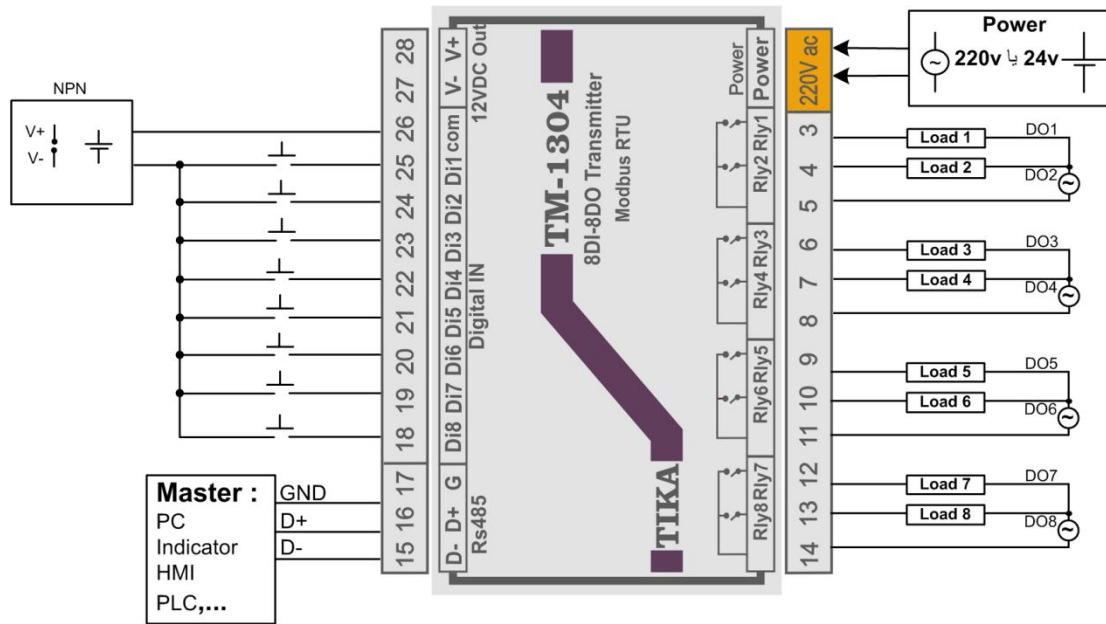 NPN
V+
V-
28
27
26
25
24
23
22
21
20
19
18
17
16
15
V+
V-
12VDC Out
com
Di1
Di2
Di3
Di4
Di5
Di6
Di7
Di8
Digital IN
G
D+
D-
Rs485
Master :
PC
Indicator
HMI
PLC,...
GND
D+
D-
TM-1304
8DI-8DO Transmitter
Modbus RTU
TIKA
Power
Power
Rly1
Rly2
Rly3
Rly4
Rly5
Rly6
Rly7
Rly8
220V ac
3
4
5
6
7
8
9
10
11
12
13
14
Power
220v یا 24v
Load 1
DO1
Load 2
DO2
Load 3
DO3
Load 4
DO4
Load 5
DO5
Load 6
DO6
Load 7
DO7
Load 8
DO8